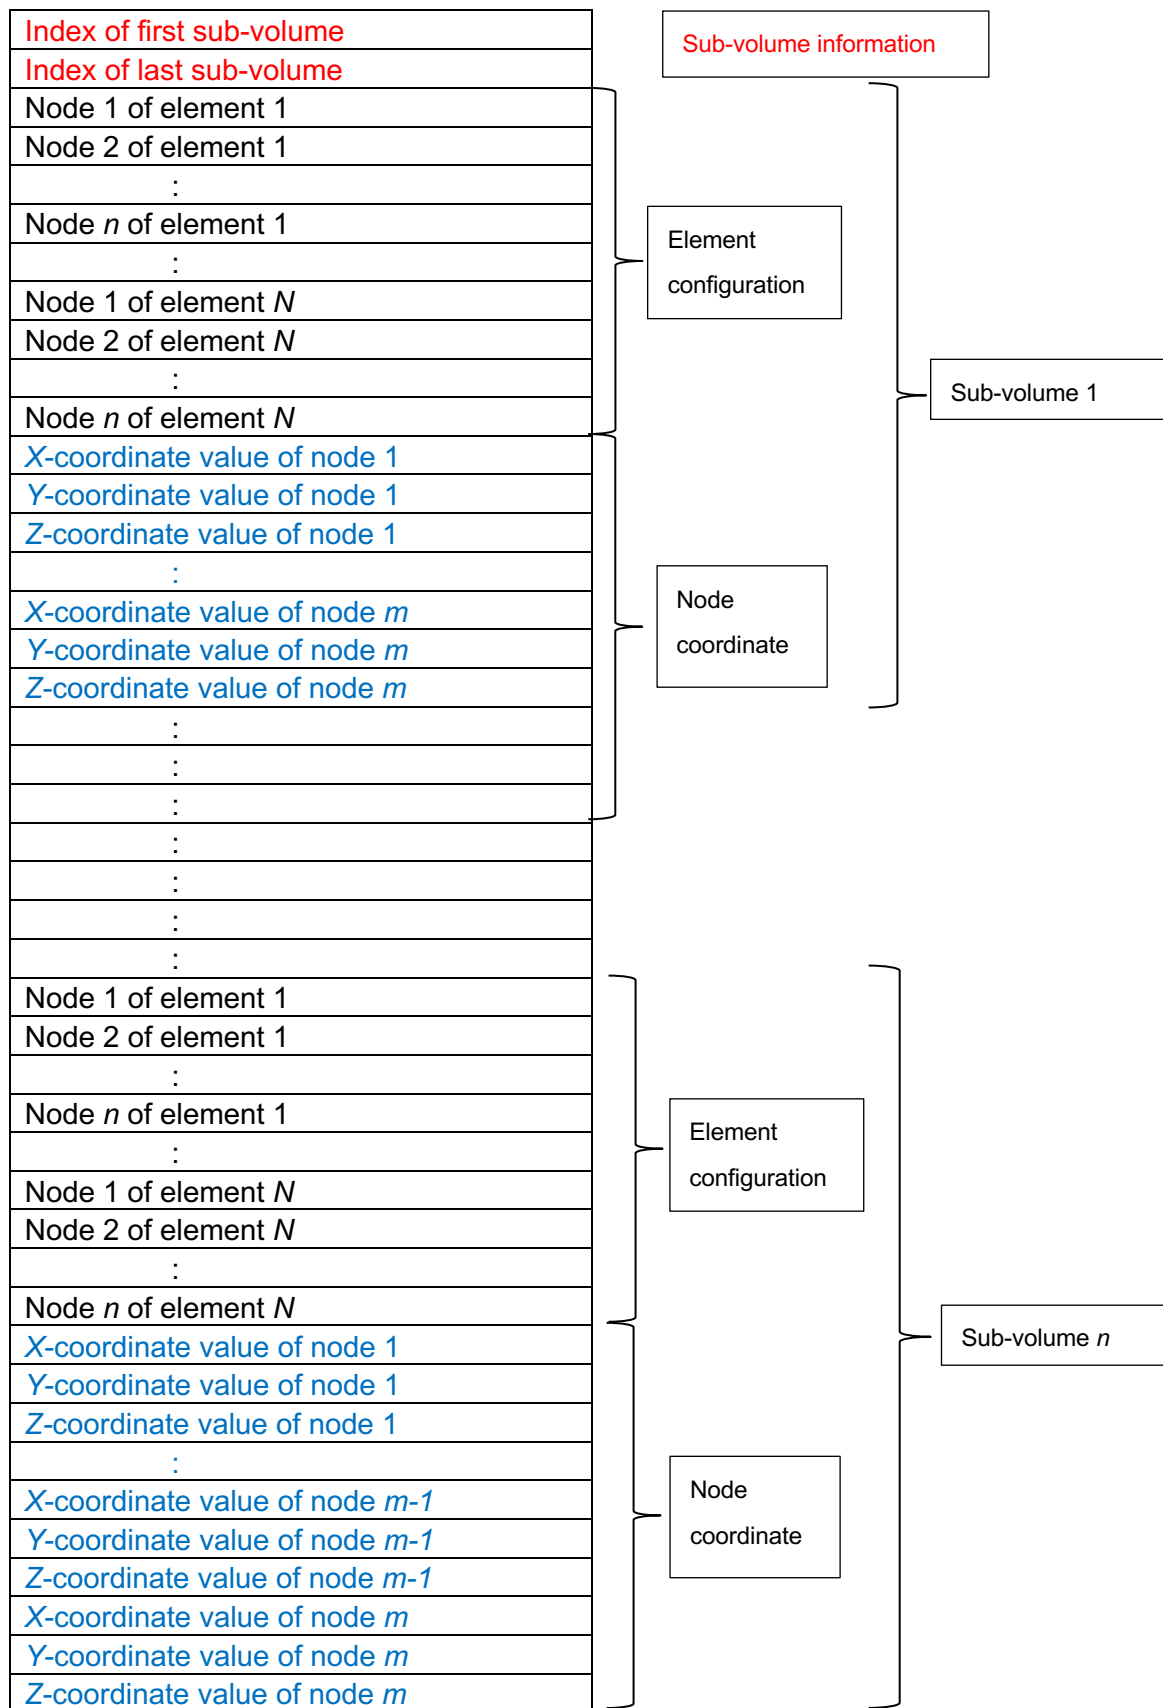 Index of first sub-volume
Index of last sub-volume
Node 1 of element 1
Node 2 of element 1
:
Node n of element 1
:
Node 1 of element N
Node 2 of element N
:
Node n of element N
X-coordinate value of node 1
Y-coordinate value of node 1
Z-coordinate value of node 1
:
X-coordinate value of node m
Y-coordinate value of node m
Z-coordinate value of node m
:
:
:
:
:
:
:
Node 1 of element 1
Node 2 of element 1
:
Node n of element 1
:
Node 1 of element N
Node 2 of element N
:
Node n of element N
X-coordinate value of node 1
Y-coordinate value of node 1
Z-coordinate value of node 1
:
X-coordinate value of node m-1
Y-coordinate value of node m-1
Z-coordinate value of node m-1
X-coordinate value of node m
Y-coordinate value of node m
Z-coordinate value of node m
Sub-volume information
Element
configuration
Node
coordinate
Sub-volume 1
Element
configuration
Node
coordinate
Sub-volume n